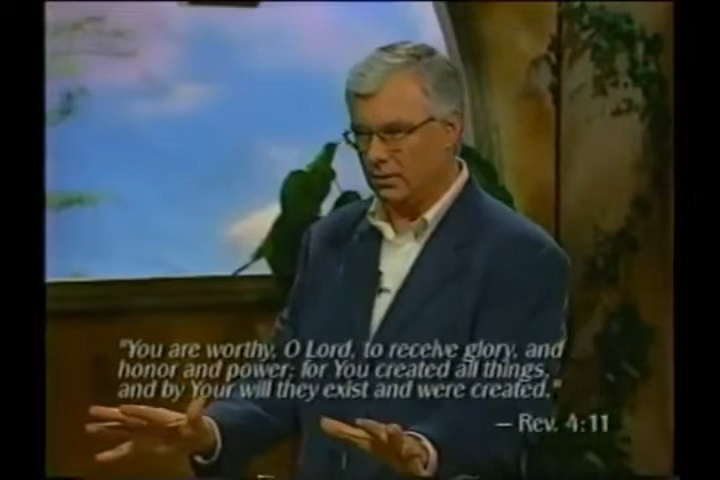 "You are worthy, O Lord, to receive glory, and
honor and power; for You created all things,
and by Your will they exist and were created."
– Rev. 4:11